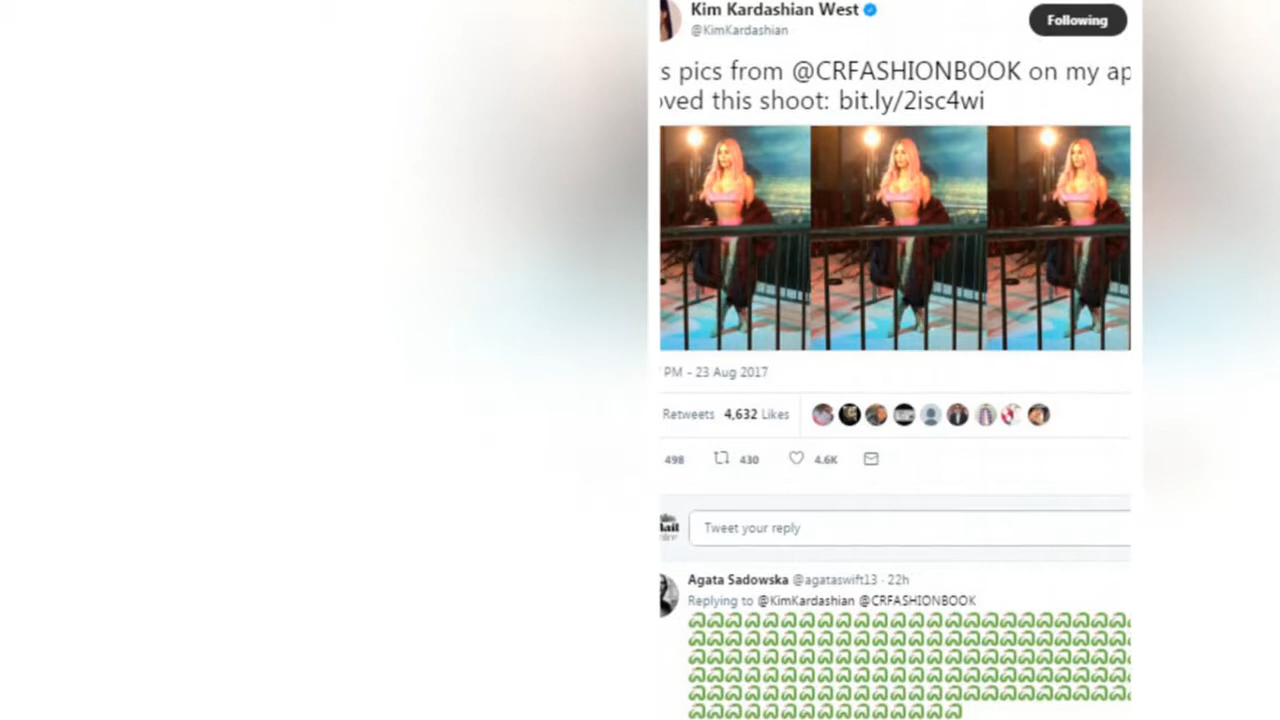 Kim Kardashian West
@KimKardashian
Following
s pics from @CRFASHIONBOOK on my ap
oved this shoot: bit.ly/2isc4wi
PM - 23 Aug 2017
Retweets 4,632 Likes
498 430 4.6K
Tweet your reply
Agata Sadowska @agataswift13 · 22h
Replying to @KimKardashian @CRFASHIONBOOK